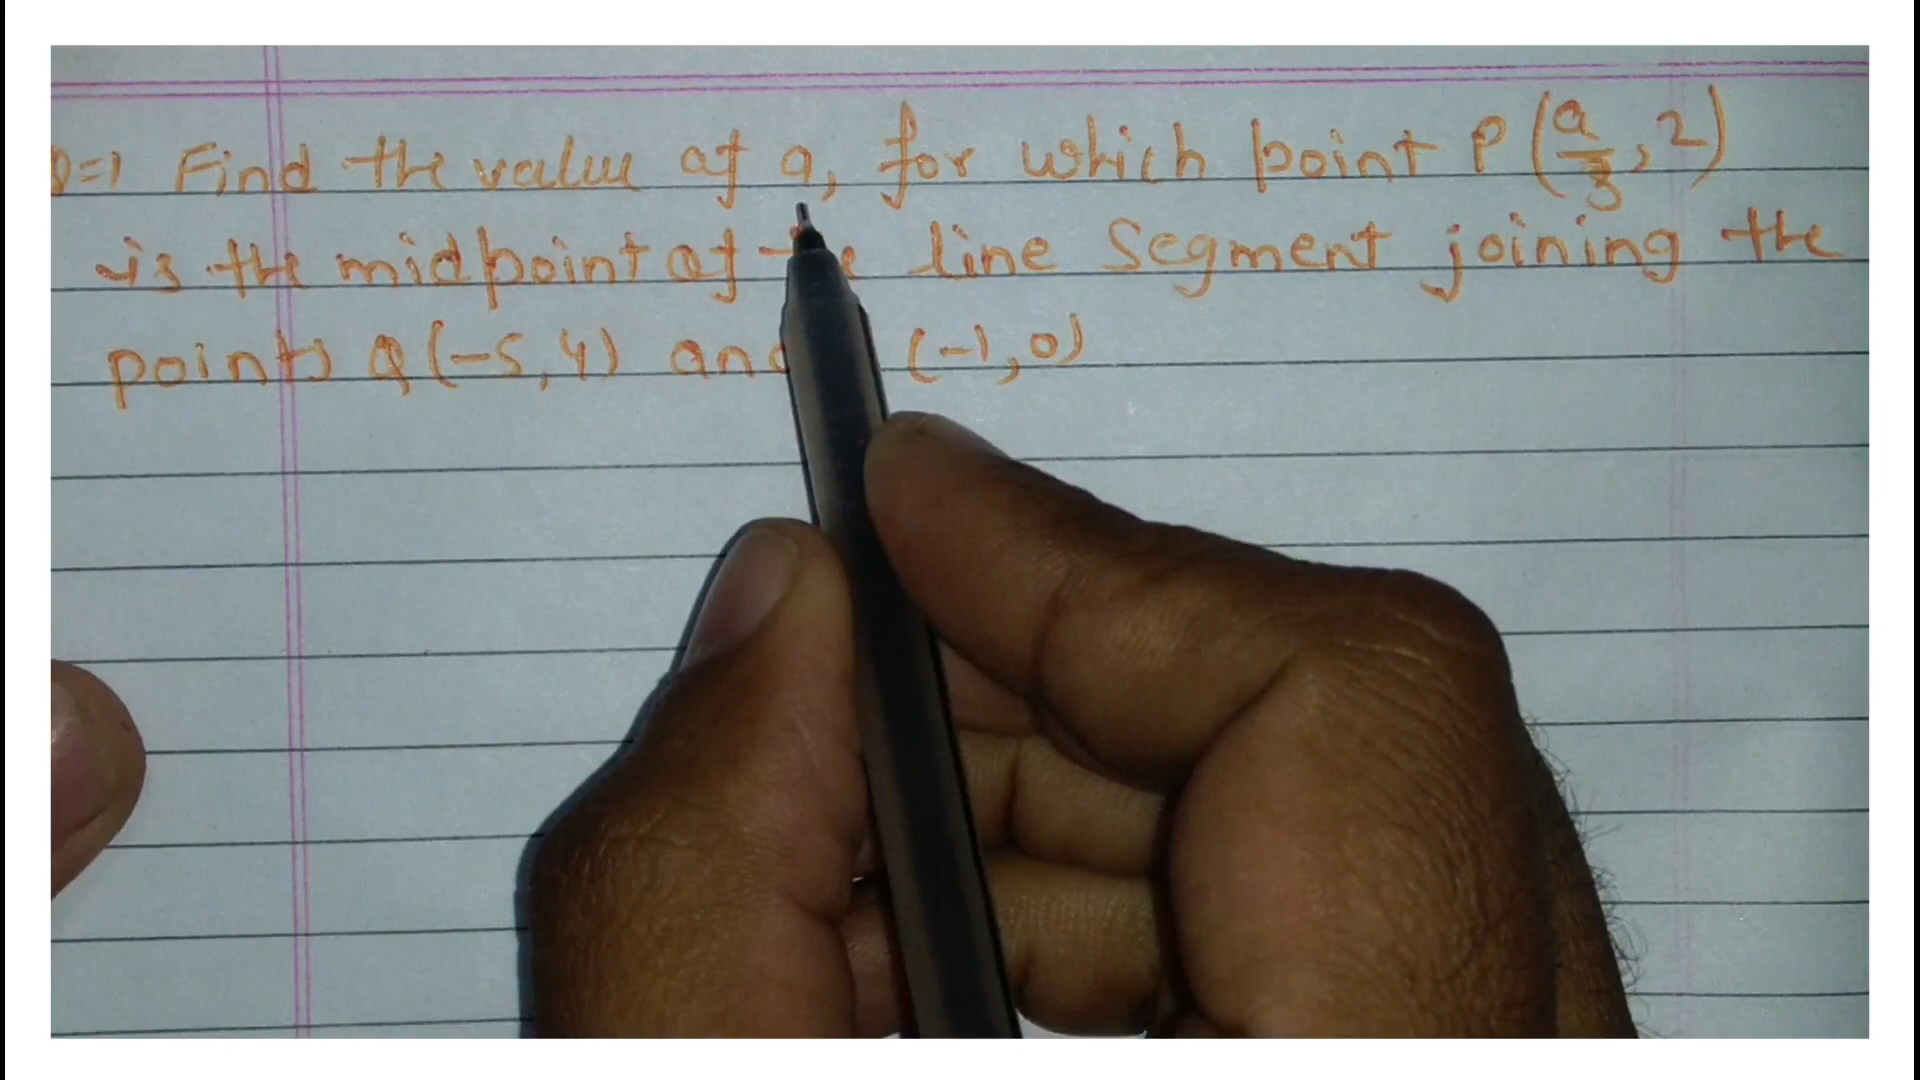 Q=1 Find the value of a, for which point P(a/3, 2)
is the midpoint of the line Segment joining the
points Q(-5,4) and (-1,0)